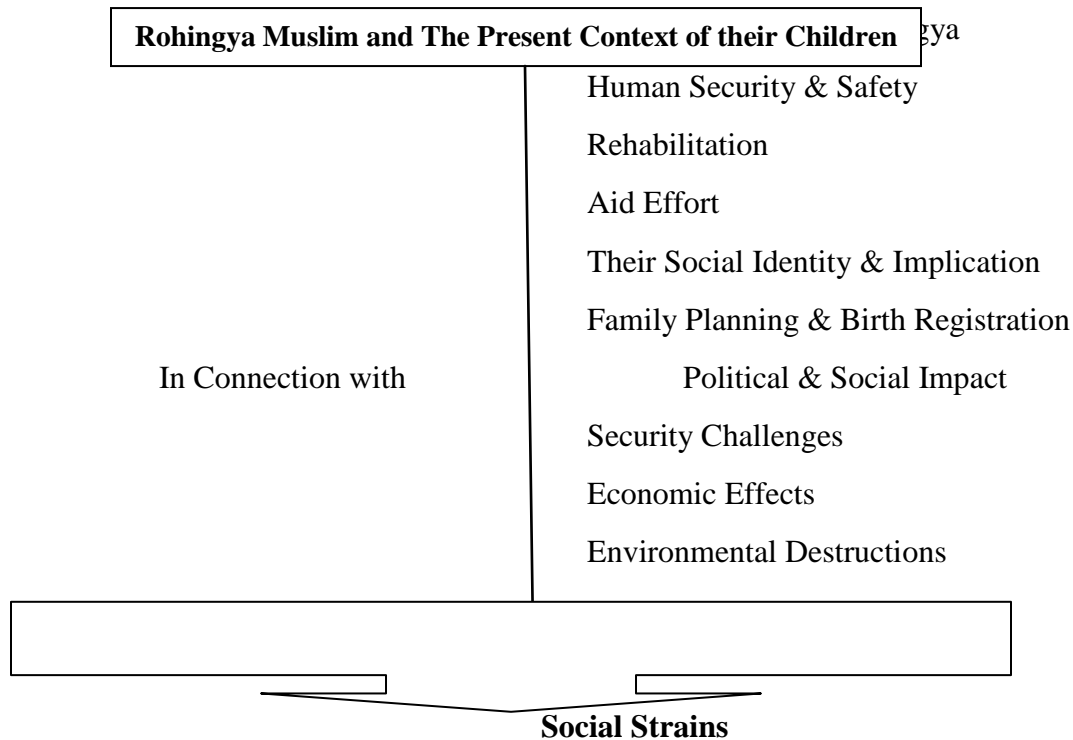 Rohingya Muslim and The Present Context of their Children
Human Security & Safety
Rehabilitation
Aid Effort
Their Social Identity & Implication
Family Planning & Birth Registration
In Connection with Political & Social Impact
Security Challenges
Economic Effects
Environmental Destructions
Social Strains